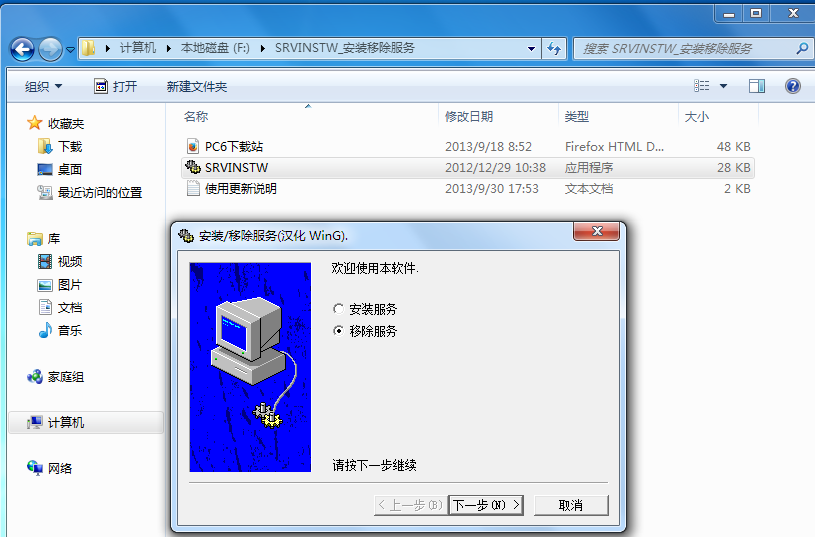 计算机 本地磁盘 (F:) SRVINSTW_安装移除服务 搜索 SRVINSTW_安装移除服务
组织 打开 新建文件夹
名称 修改日期 类型 大小
收藏夹
下载
桌面
最近访问的位置
库
视频
图片
文档
音乐
家庭组
计算机
网络
PC6下载站 2013/9/18 8:52 Firefox HTML D... 48 KB
SRVINSTW 2012/12/29 10:38 应用程序 28 KB
使用更新说明 2013/9/30 17:53 文本文档 2 KB
安装/移除服务(汉化 WinG).
欢迎使用本软件.
安装服务
移除服务
请按下一步继续
< 上一步(B) 下一步(N) > 取消